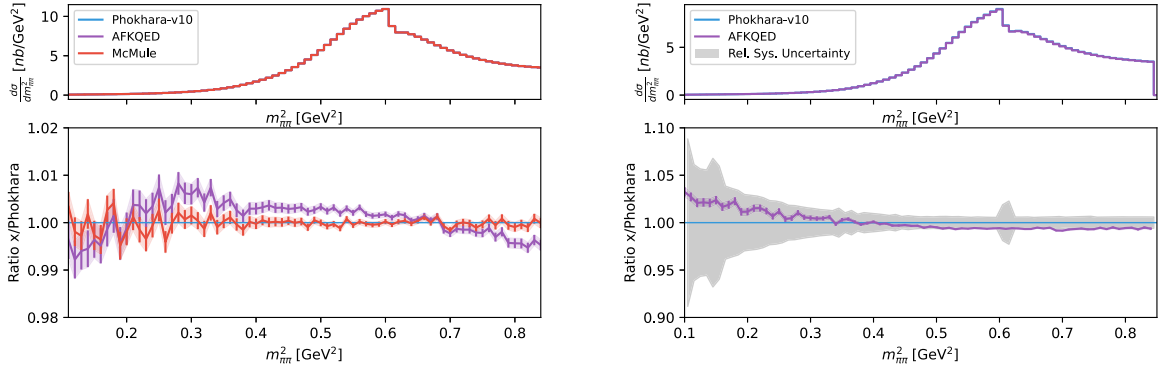 10
5
0
dσ/dm²ππ [nb/GeV²]
Phokhara-v10
AFKQED
McMule
m²ππ [GeV²]
1.02
1.01
1.00
0.99
0.98
Ratio x/Phokhara
0.2 0.3 0.4 0.5 0.6 0.7 0.8
m²ππ [GeV²]
5
0
dσ/dm²ππ [nb/GeV²]
Phokhara-v10
AFKQED
Rel. Sys. Uncertainty
m²ππ [GeV²]
1.10
1.05
1.00
0.95
0.90
Ratio x/Phokhara
0.1 0.2 0.3 0.4 0.5 0.6 0.7 0.8
m²ππ [GeV²]